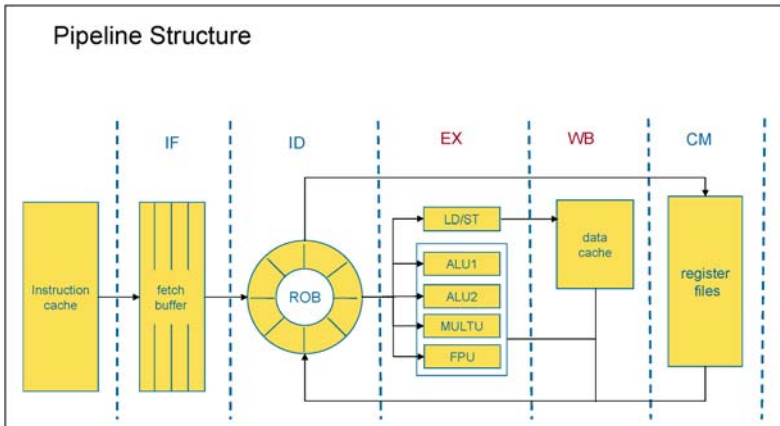 Pipeline Structure
IF
ID
EX
WB
CM
Instruction
cache
fetch
buffer
ROB
LD/ST
ALU1
ALU2
MULTU
FPU
data
cache
register
files